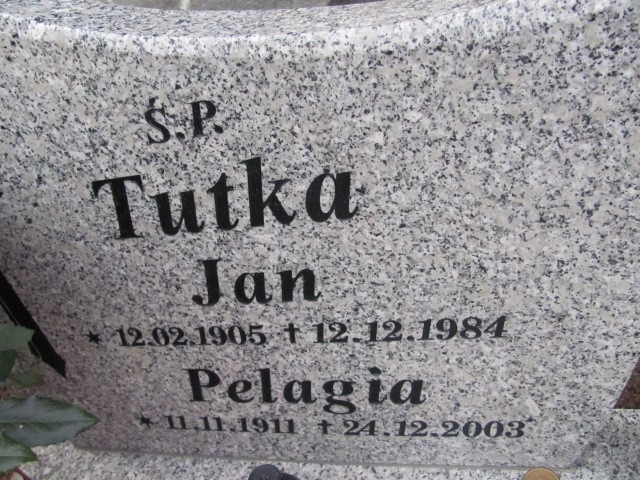 Ś.P.
Tutka
Jan
* 12.02.1905 † 12.12.1984
Pelagia
* 11.11.1911 † 24.12.2003